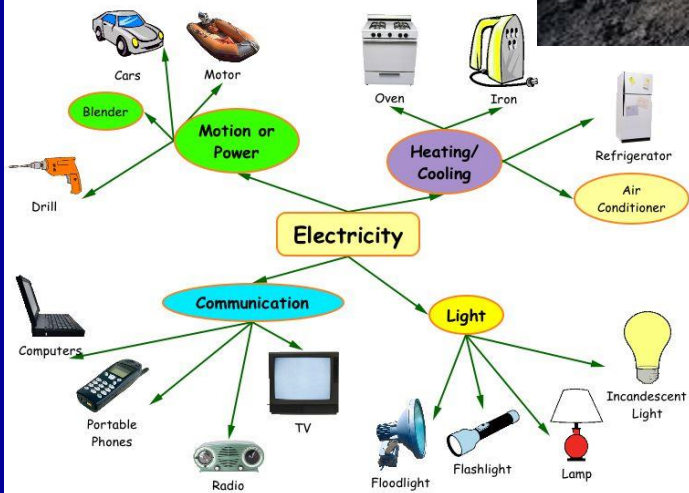 Cars
Motor
Oven
Iron
Blender
Motion or
Power
Heating/
Cooling
Refrigerator
Air
Conditioner
Drill
Electricity
Communication
Light
Computers
Portable
Phones
TV
Radio
Floodlight
Flashlight
Lamp
Incandescent
Light